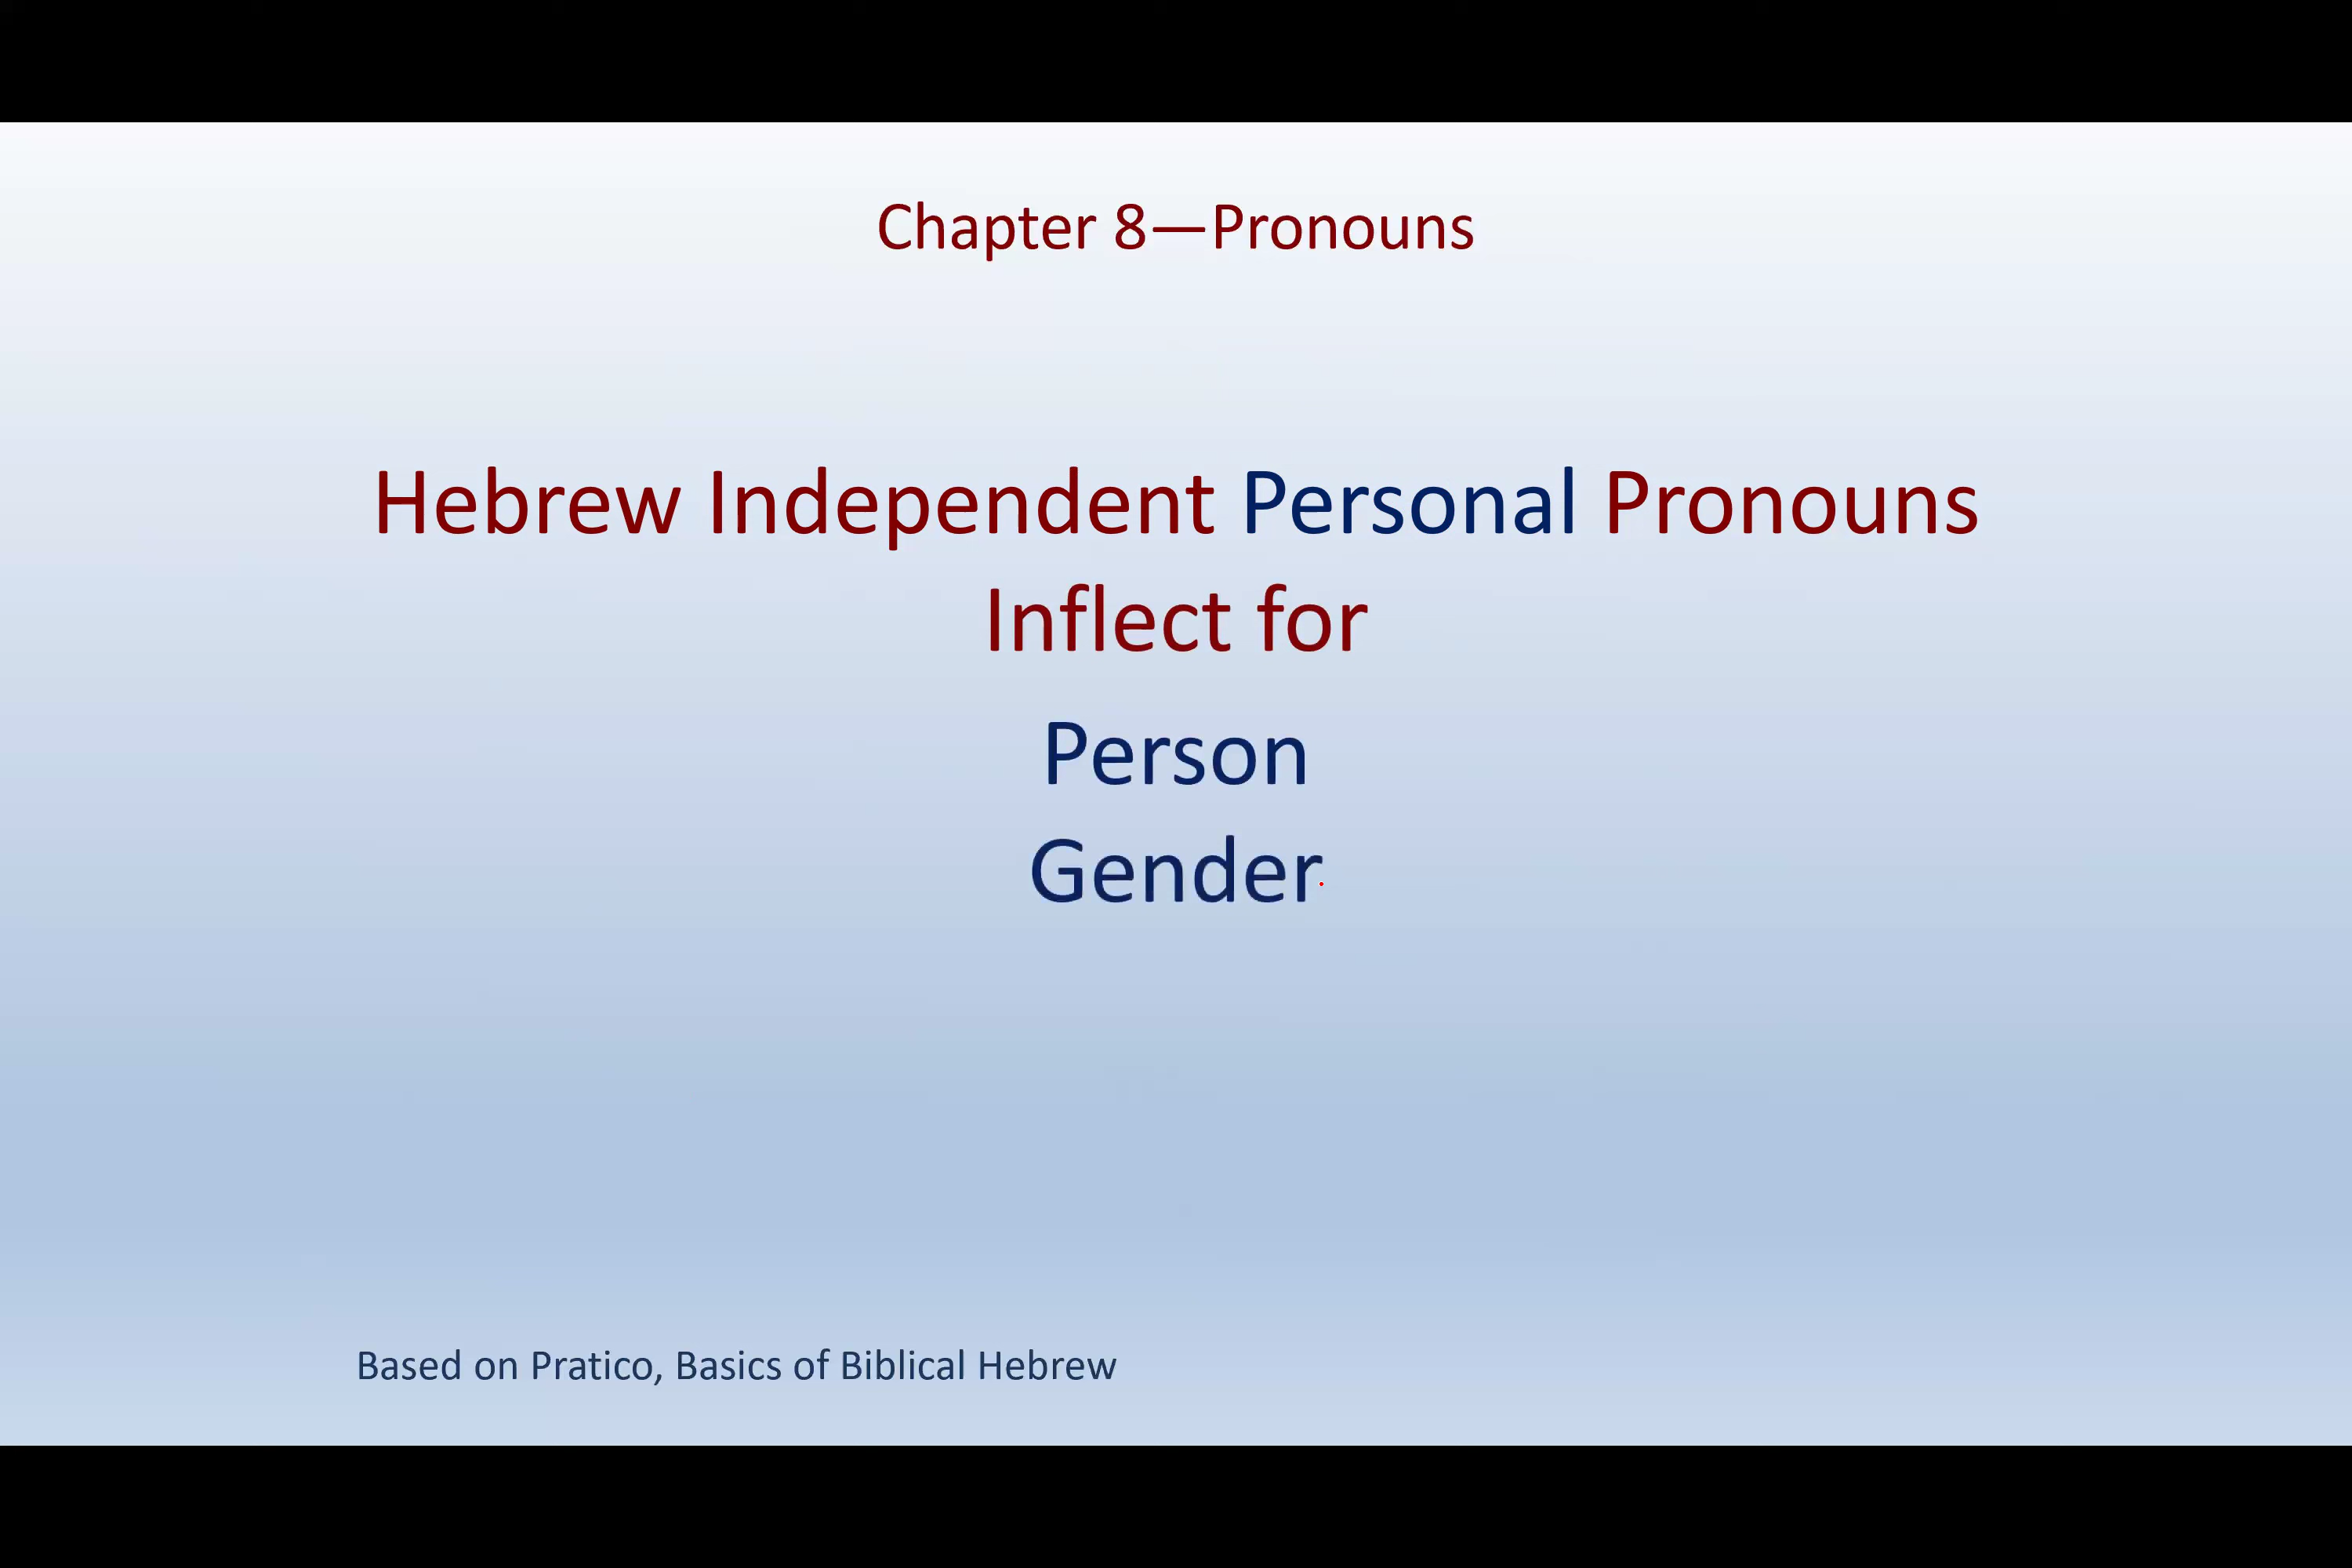 Chapter 8—Pronouns
Hebrew Independent Personal Pronouns
Inflect for
Person
Gender
Based on Pratico, Basics of Biblical Hebrew